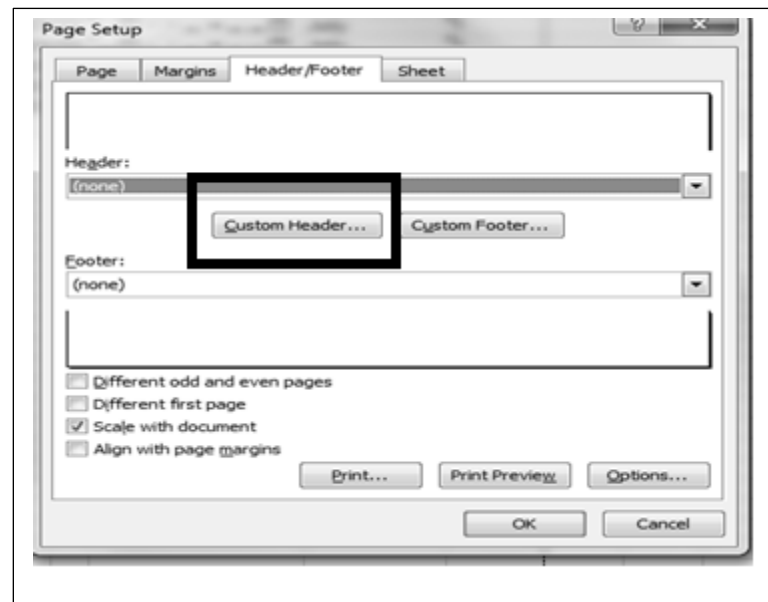 Page Setup
Page Margins Header/Footer Sheet
Header:
(none)
Custom Header... Custom Footer...
Footer:
(none)
Different odd and even pages
Different first page
Scale with document
Align with page margins
Print... Print Preview Options...
OK Cancel